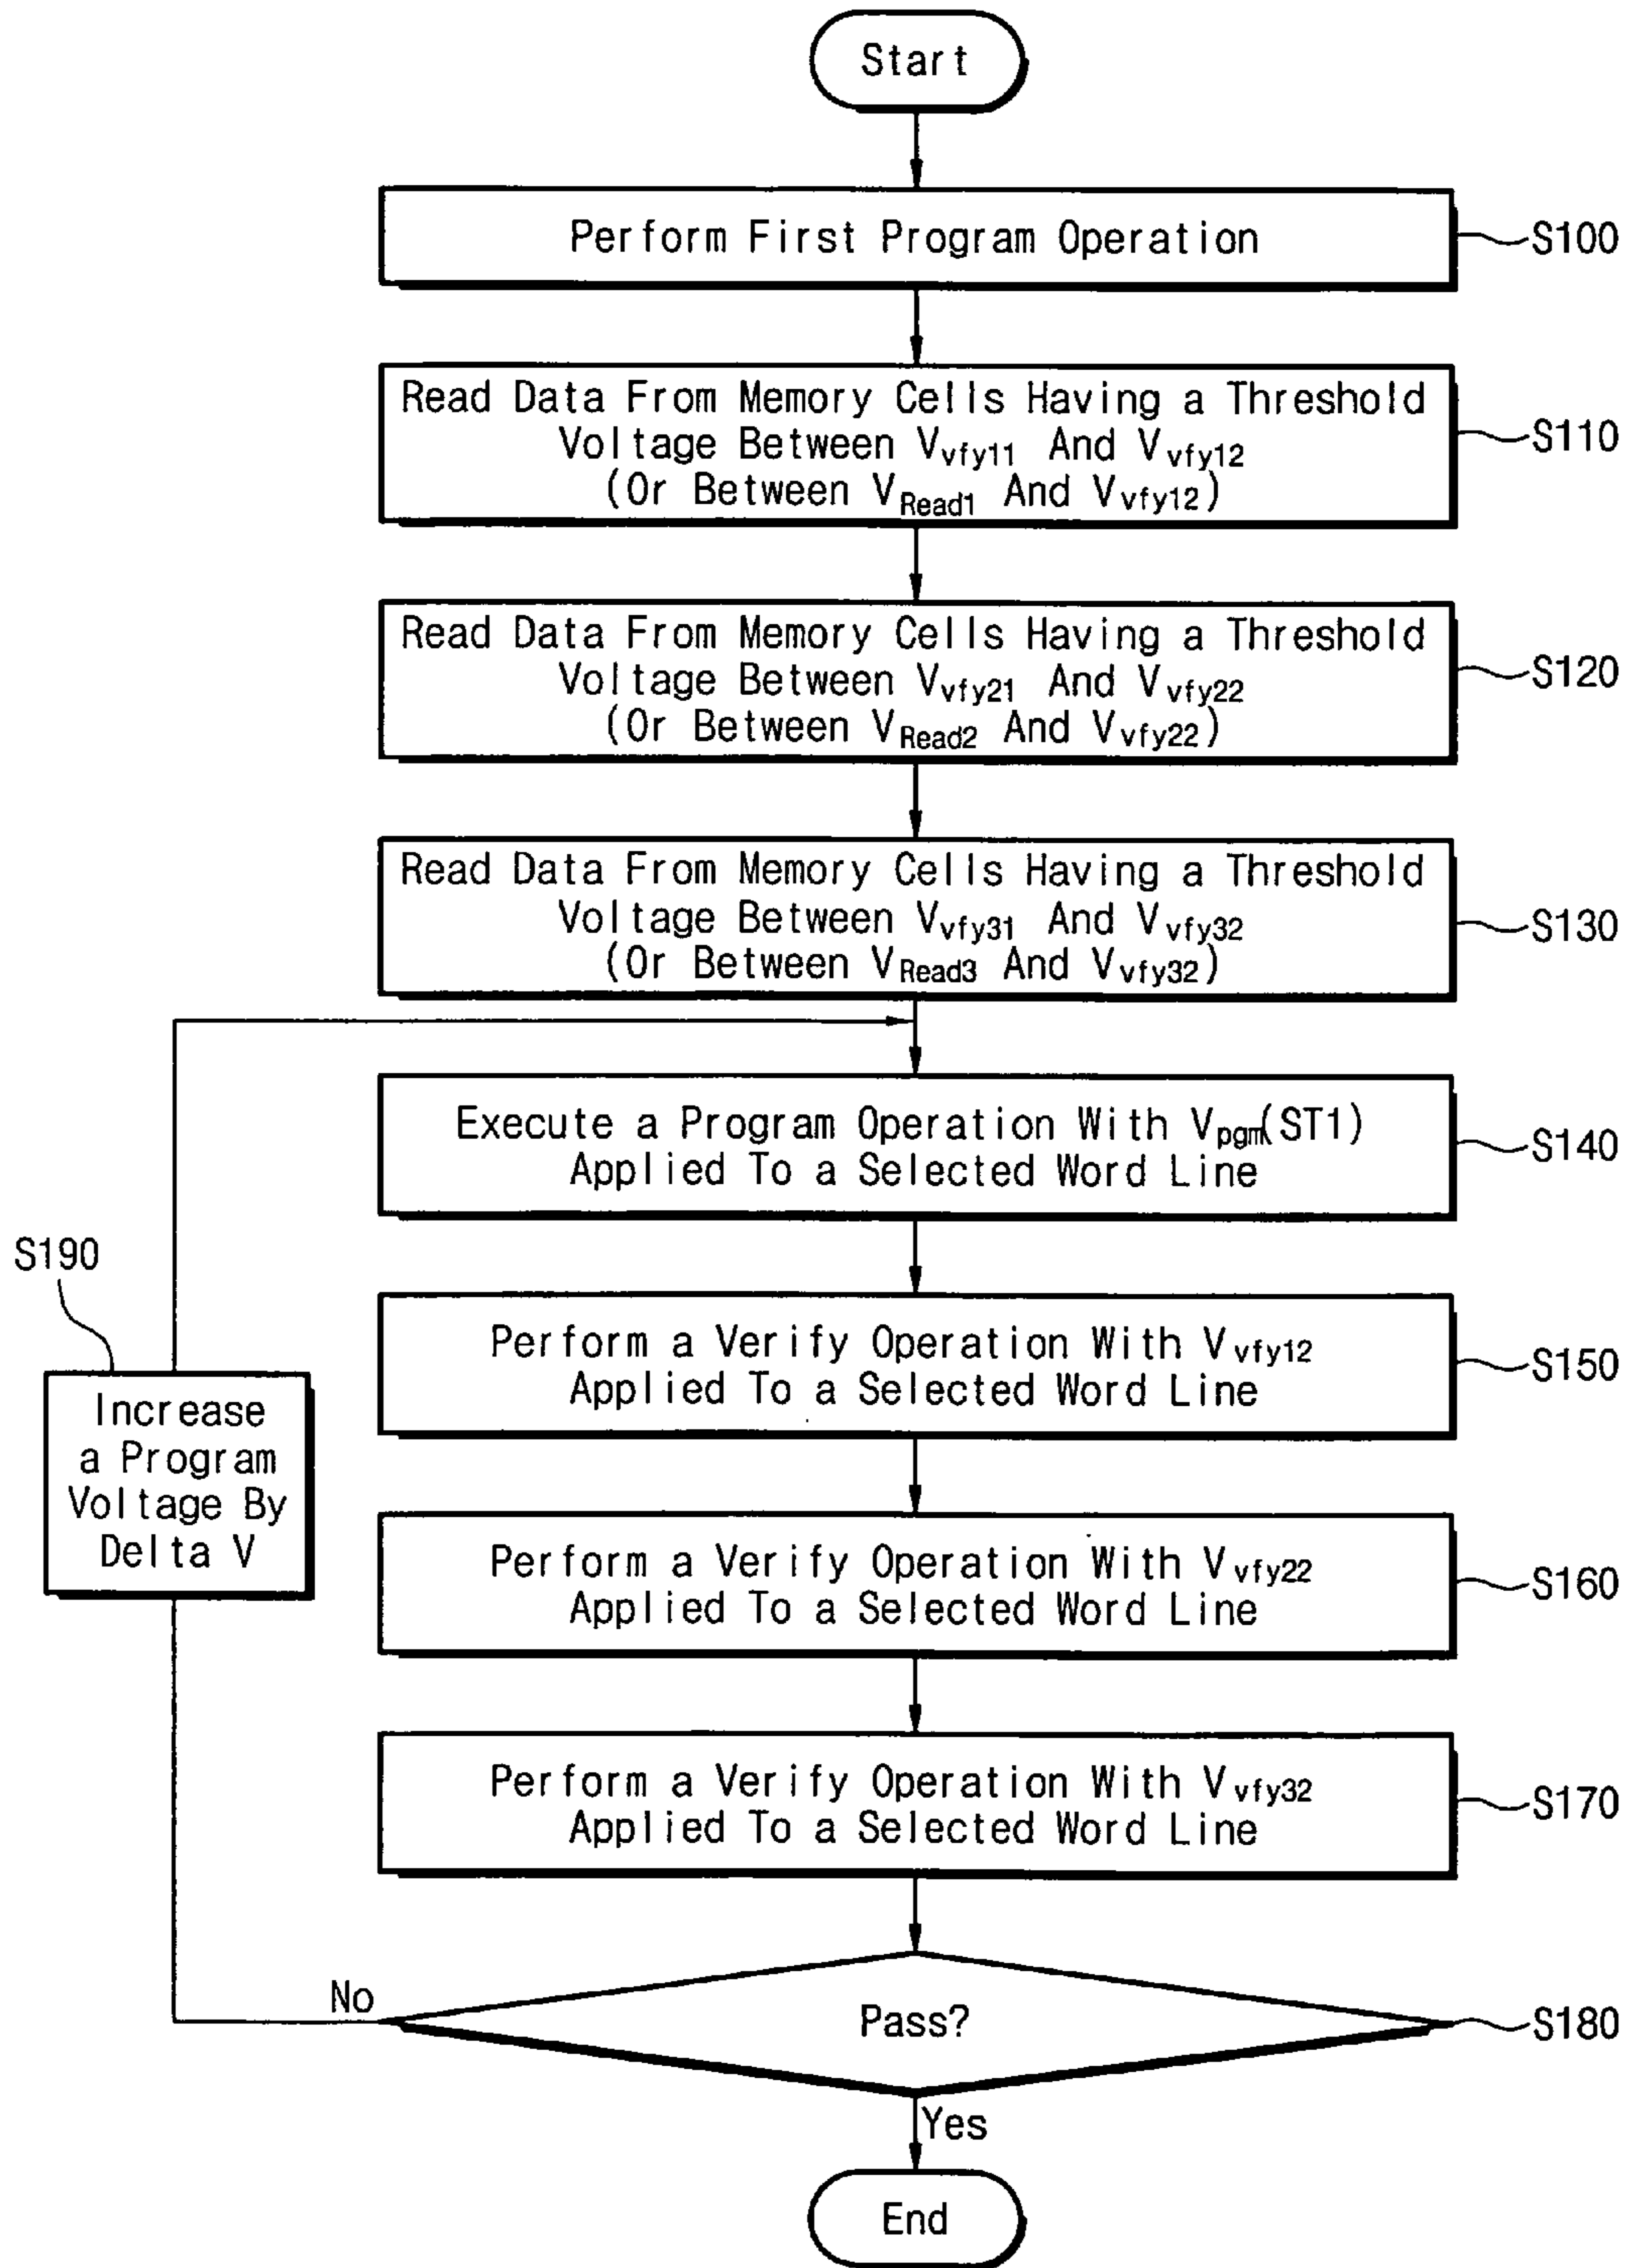 Start
Perform First Program Operation
S100
Read Data From Memory Cells Having a Threshold
Voltage Between Vvfy11 And Vvfy12
(Or Between VRead1 And Vvfy12)
S110
Read Data From Memory Cells Having a Threshold
Voltage Between Vvfy21 And Vvfy22
(Or Between VRead2 And Vvfy22)
S120
Read Data From Memory Cells Having a Threshold
Voltage Between Vvfy31 And Vvfy32
(Or Between VRead3 And Vvfy32)
S130
Execute a Program Operation With Vpgm(ST1)
Applied To a Selected Word Line
S140
S190
Increase
a Program
Voltage By
Delta V
Perform a Verify Operation With Vvfy12
Applied To a Selected Word Line
S150
Perform a Verify Operation With Vvfy22
Applied To a Selected Word Line
S160
Perform a Verify Operation With Vvfy32
Applied To a Selected Word Line
S170
No
Pass?
S180
Yes
End